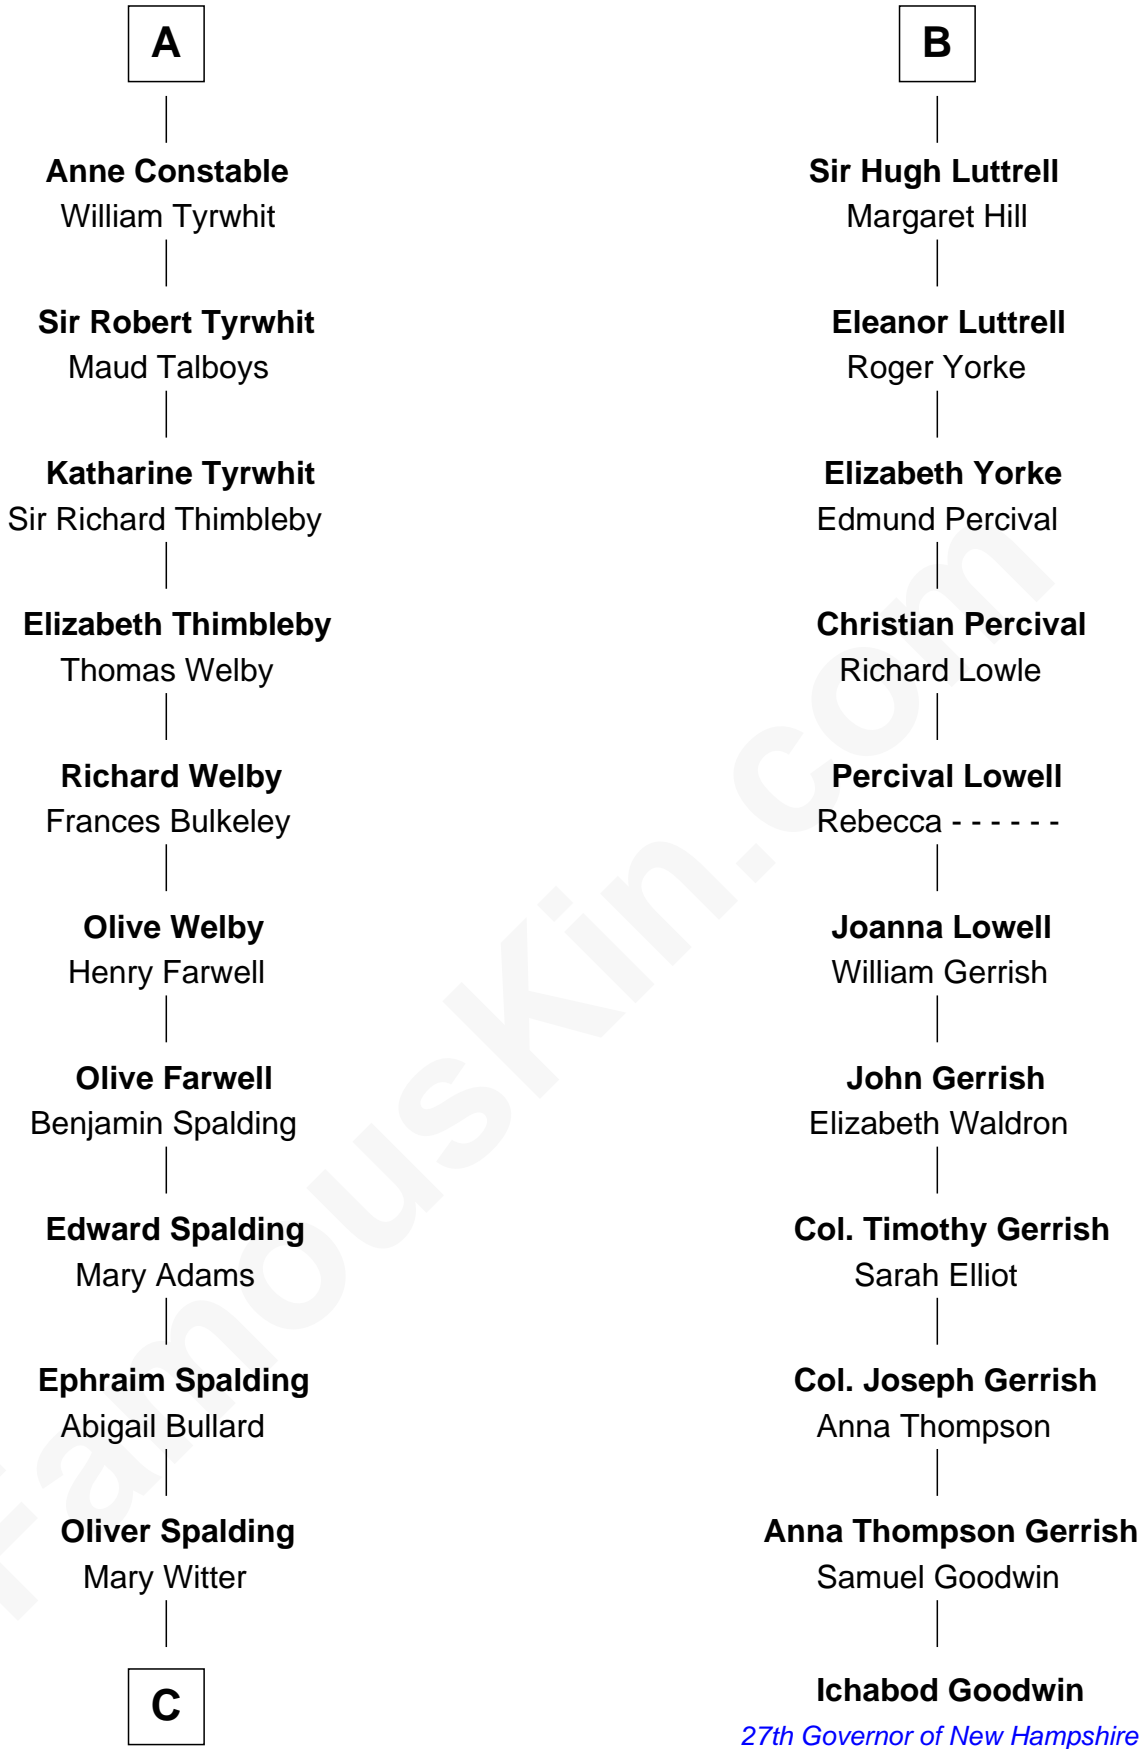 A
Anne Constable
William Tyrwhit
Sir Robert Tyrwhit
Maud Talboys
Katharine Tyrwhit
Sir Richard Thimbleby
Elizabeth Thimbleby
Thomas Welby
Richard Welby
Frances Bulkeley
Olive Welby
Henry Farwell
Olive Farwell
Benjamin Spalding
Edward Spalding
Mary Adams
Ephraim Spalding
Abigail Bullard
Oliver Spalding
Mary Witter
C
B
Sir Hugh Luttrell
Margaret Hill
Eleanor Luttrell
Roger Yorke
Elizabeth Yorke
Edmund Percival
Christian Percival
Richard Lowle
Percival Lowell
Rebecca - - - - - -
Joanna Lowell
William Gerrish
John Gerrish
Elizabeth Waldron
Col. Timothy Gerrish
Sarah Elliot
Col. Joseph Gerrish
Anna Thompson
Anna Thompson Gerrish
Samuel Goodwin
Ichabod Goodwin
27th Governor of New Hampshire
FamousKin.com